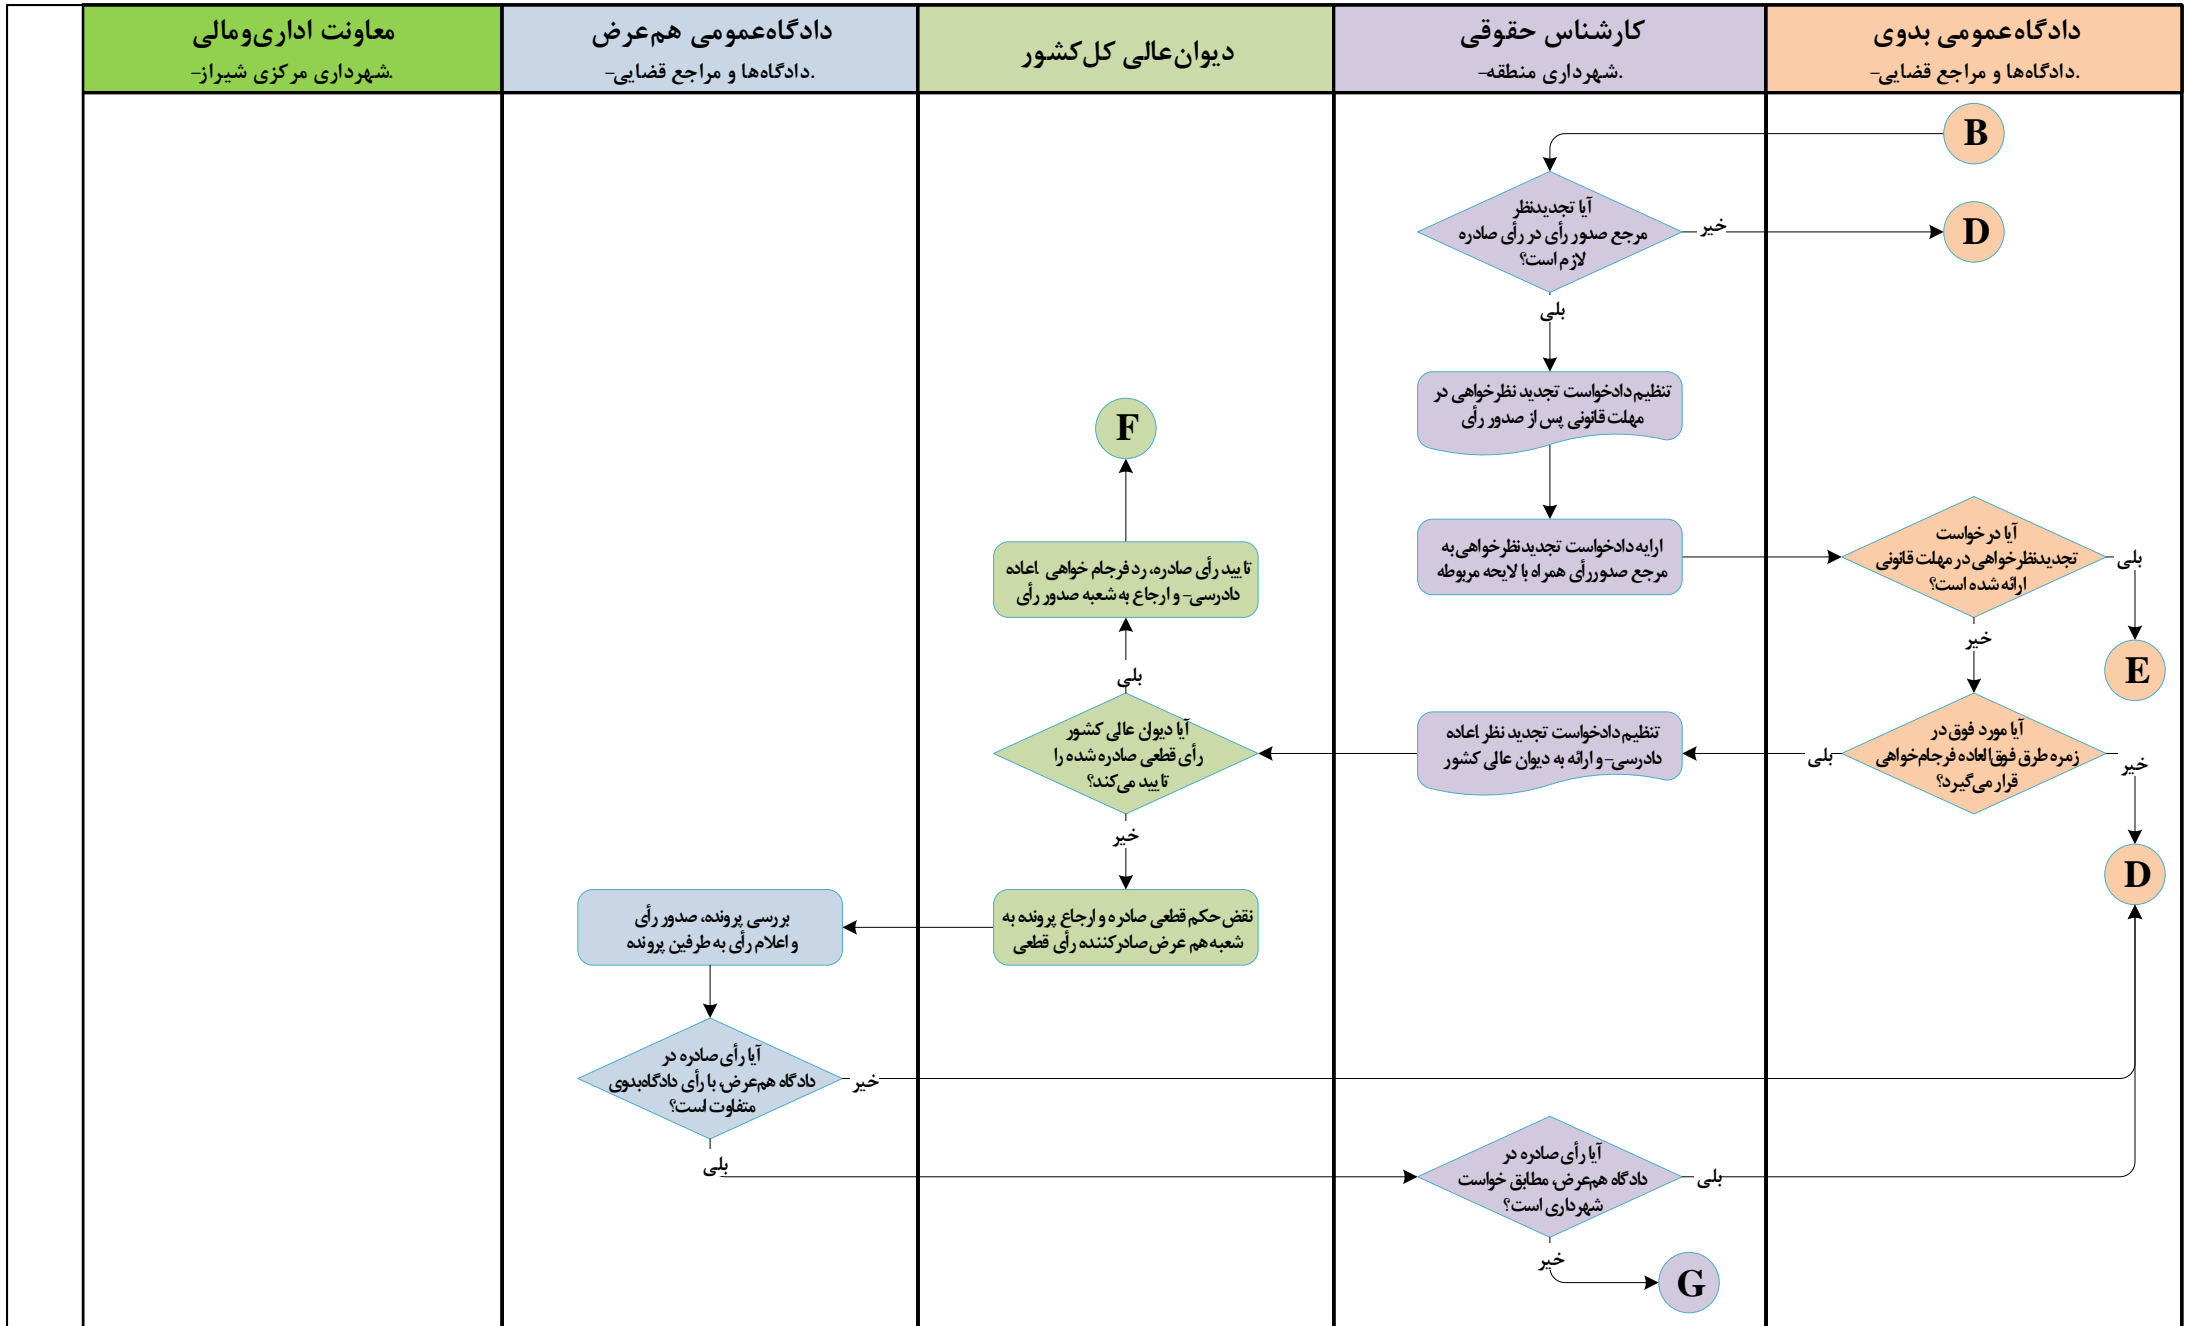 دادگاه‌عمومی بدوی
.دادگاه‌ها و مراجع قضایی-
کارشناس حقوقی
.شهرداری منطقه-
دیوان‌عالی کل‌کشور
دادگاه‌عمومی هم‌عرض
.دادگاه‌ها و مراجع قضایی-
معاونت اداری‌ومالی
.شهرداری مرکزی شیراز-
B
آیا تجدیدنظر
مرجع صدور رأی در رأی صادره
لازم است؟
خیر
D
بلی
تنظیم دادخواست تجدید نظرخواهی در
مهلت قانونی پس از صدور رأی
F
ارایه دادخواست تجدیدنظرخواهی به
مرجع صدوررأی همراه با لایحه مربوطه
آیا درخواست
تجدیدنظرخواهی در مهلت قانونی
ارائه شده است؟
بلی
E
خیر
تایید رأی صادره، رد فرجام خواهی .اعاده
دادرسی- و ارجاع به شعبه صدور رأی
بلی
آیا مورد فوق در
زمره طرق فوق‌العاده فرجام‌خواهی
قرار می‌گیرد؟
خیر
D
بلی
تنظیم دادخواست تجدید نظر .اعاده
دادرسی- و ارائه به دیوان عالی کشور
آیا دیوان عالی کشور
رأی قطعی صادره شده را
تایید می‌کند؟
خیر
نقض حکم قطعی صادره و ارجاع پرونده به
شعبه هم عرض صادرکننده رأی قطعی
بررسی پرونده، صدور رأی
و اعلام رأی به طرفین پرونده
آیا رأی صادره در
دادگاه هم‌عرض، با رأی دادگاه‌بدوی
متفاوت است؟
خیر
بلی
آیا رأی صادره در
دادگاه هم‌عرض، مطابق خواست
شهرداری است؟
بلی
خیر
G